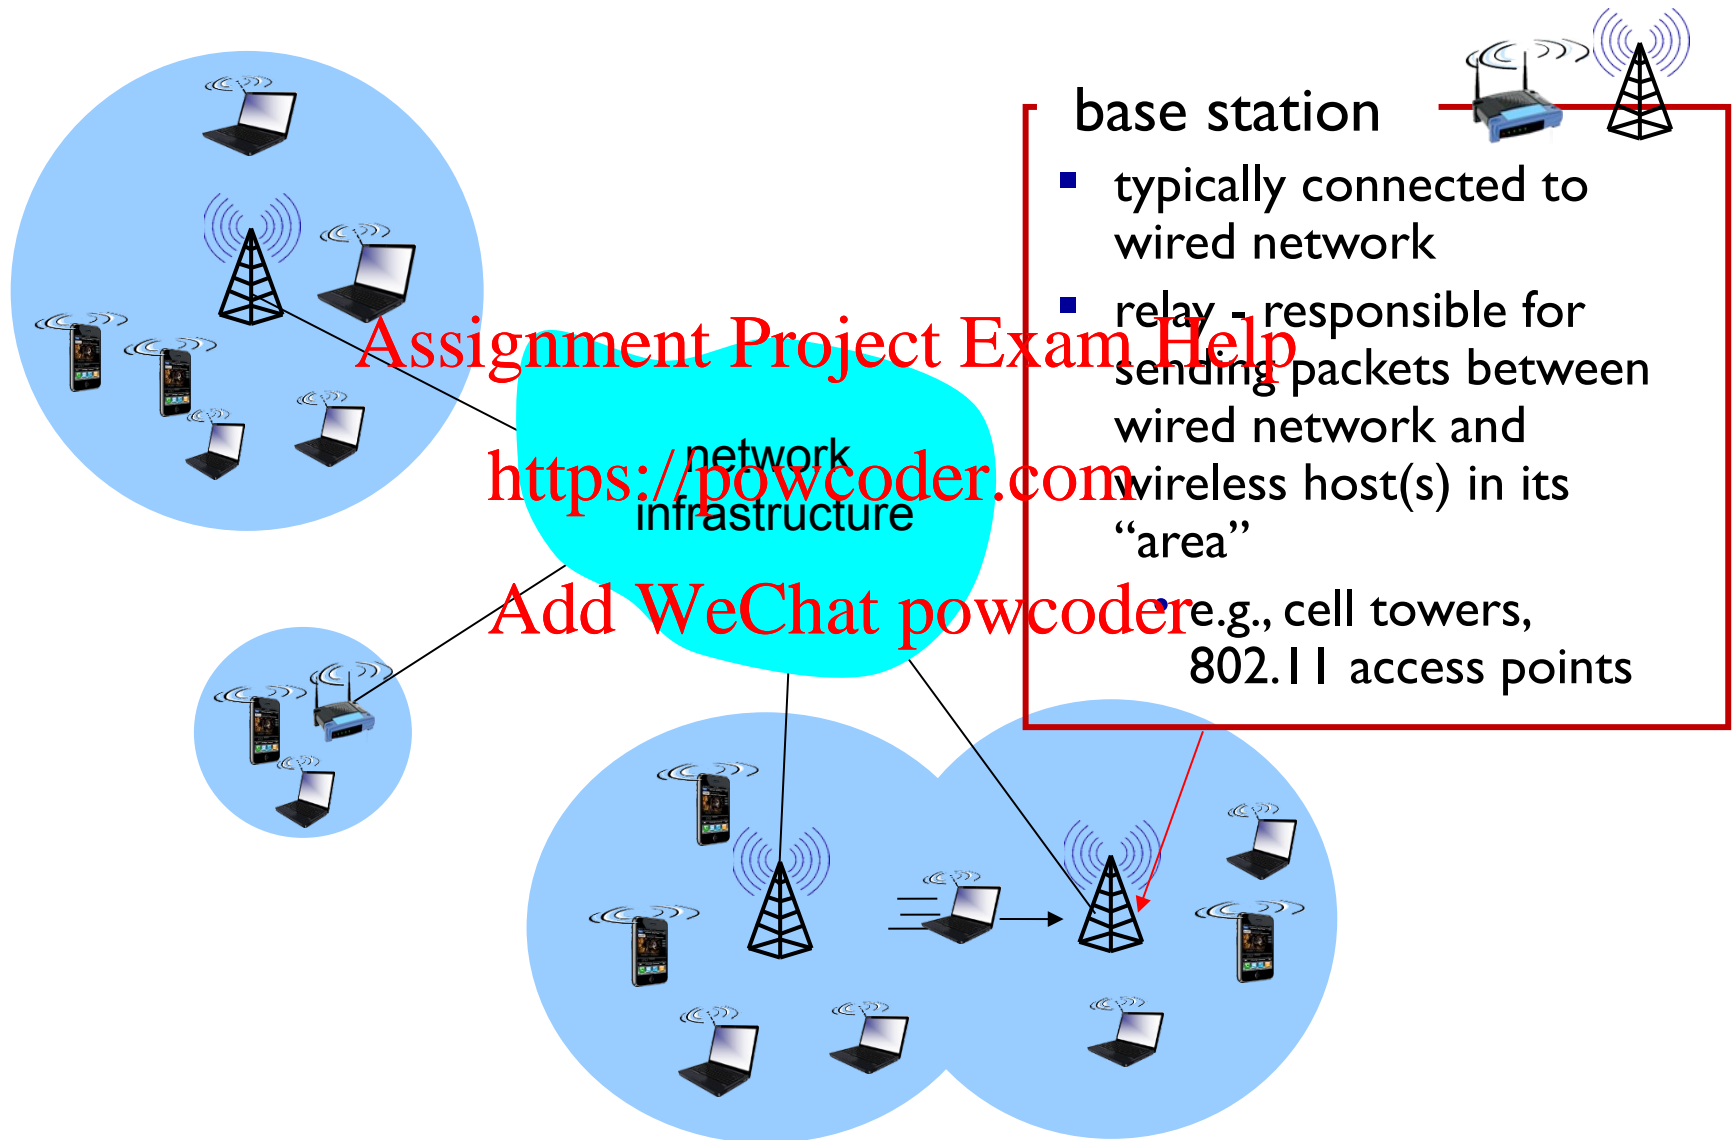 base station
typically connected to
wired network
relay - responsible for
sending packets between
wired network and
wireless host(s) in its
“area”
e.g., cell towers,
802.11 access points
network
infrastructure
Assignment Project Exam Help
https://powcoder.com
Add WeChat powcoder